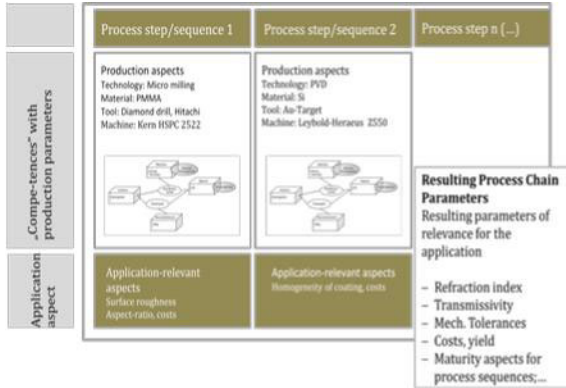 Process step/sequence 1
Process step/sequence 2
Process step n (...)
„Compe-tences" with
production parameters
Production aspects
Technology: Micro milling
Material: PMMA
Tool: Diamond drill, Hitachi
Machine: Kern HSPC 2522
Production aspects
Technology: PVD
Material: Si
Tool: Au-Target
Machine: Leybold-Heraeus Z550
Resulting Process Chain
Parameters
Resulting parameters of
relevance for the
application
– Refraction index
– Transmissivity
– Mech. Tolerances
– Costs, yield
– Maturity aspects for
process sequences;...
Application
aspect
Application-relevant
aspects
Surface roughness
Aspect-ratio, costs
Application-relevant aspects
Homogeneity of coating, costs